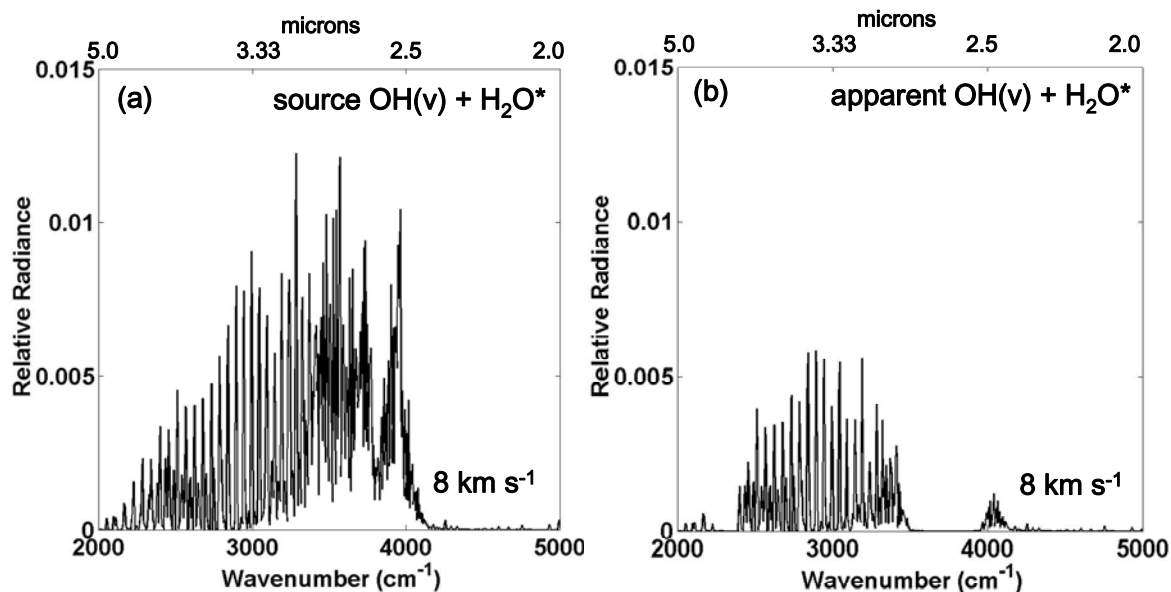 microns
5.0 3.33 2.5 2.0
0.015
(a) source OH(v) + H₂O*
0.01
Relative Radiance
0.005
8 km s⁻¹
0
2000 3000 4000 5000
Wavenumber (cm⁻¹)
microns
5.0 3.33 2.5 2.0
0.015
(b) apparent OH(v) + H₂O*
0.01
Relative Radiance
0.005
8 km s⁻¹
0
2000 3000 4000 5000
Wavenumber (cm⁻¹)